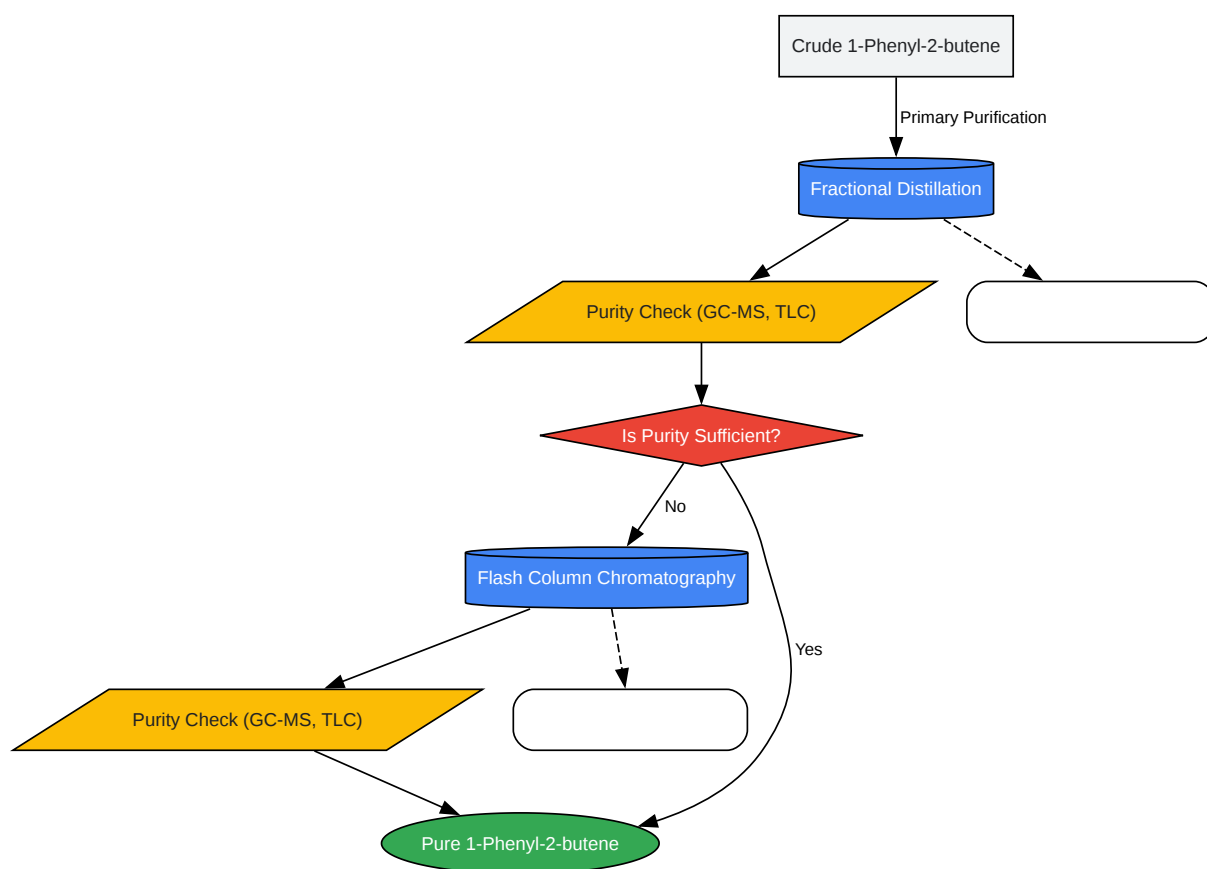 Crude 1-Phenyl-2-butene
Primary Purification
Fractional Distillation
Purity Check (GC-MS, TLC)
Is Purity Sufficient?
No
Flash Column Chromatography
Yes
Purity Check (GC-MS, TLC)
Pure 1-Phenyl-2-butene